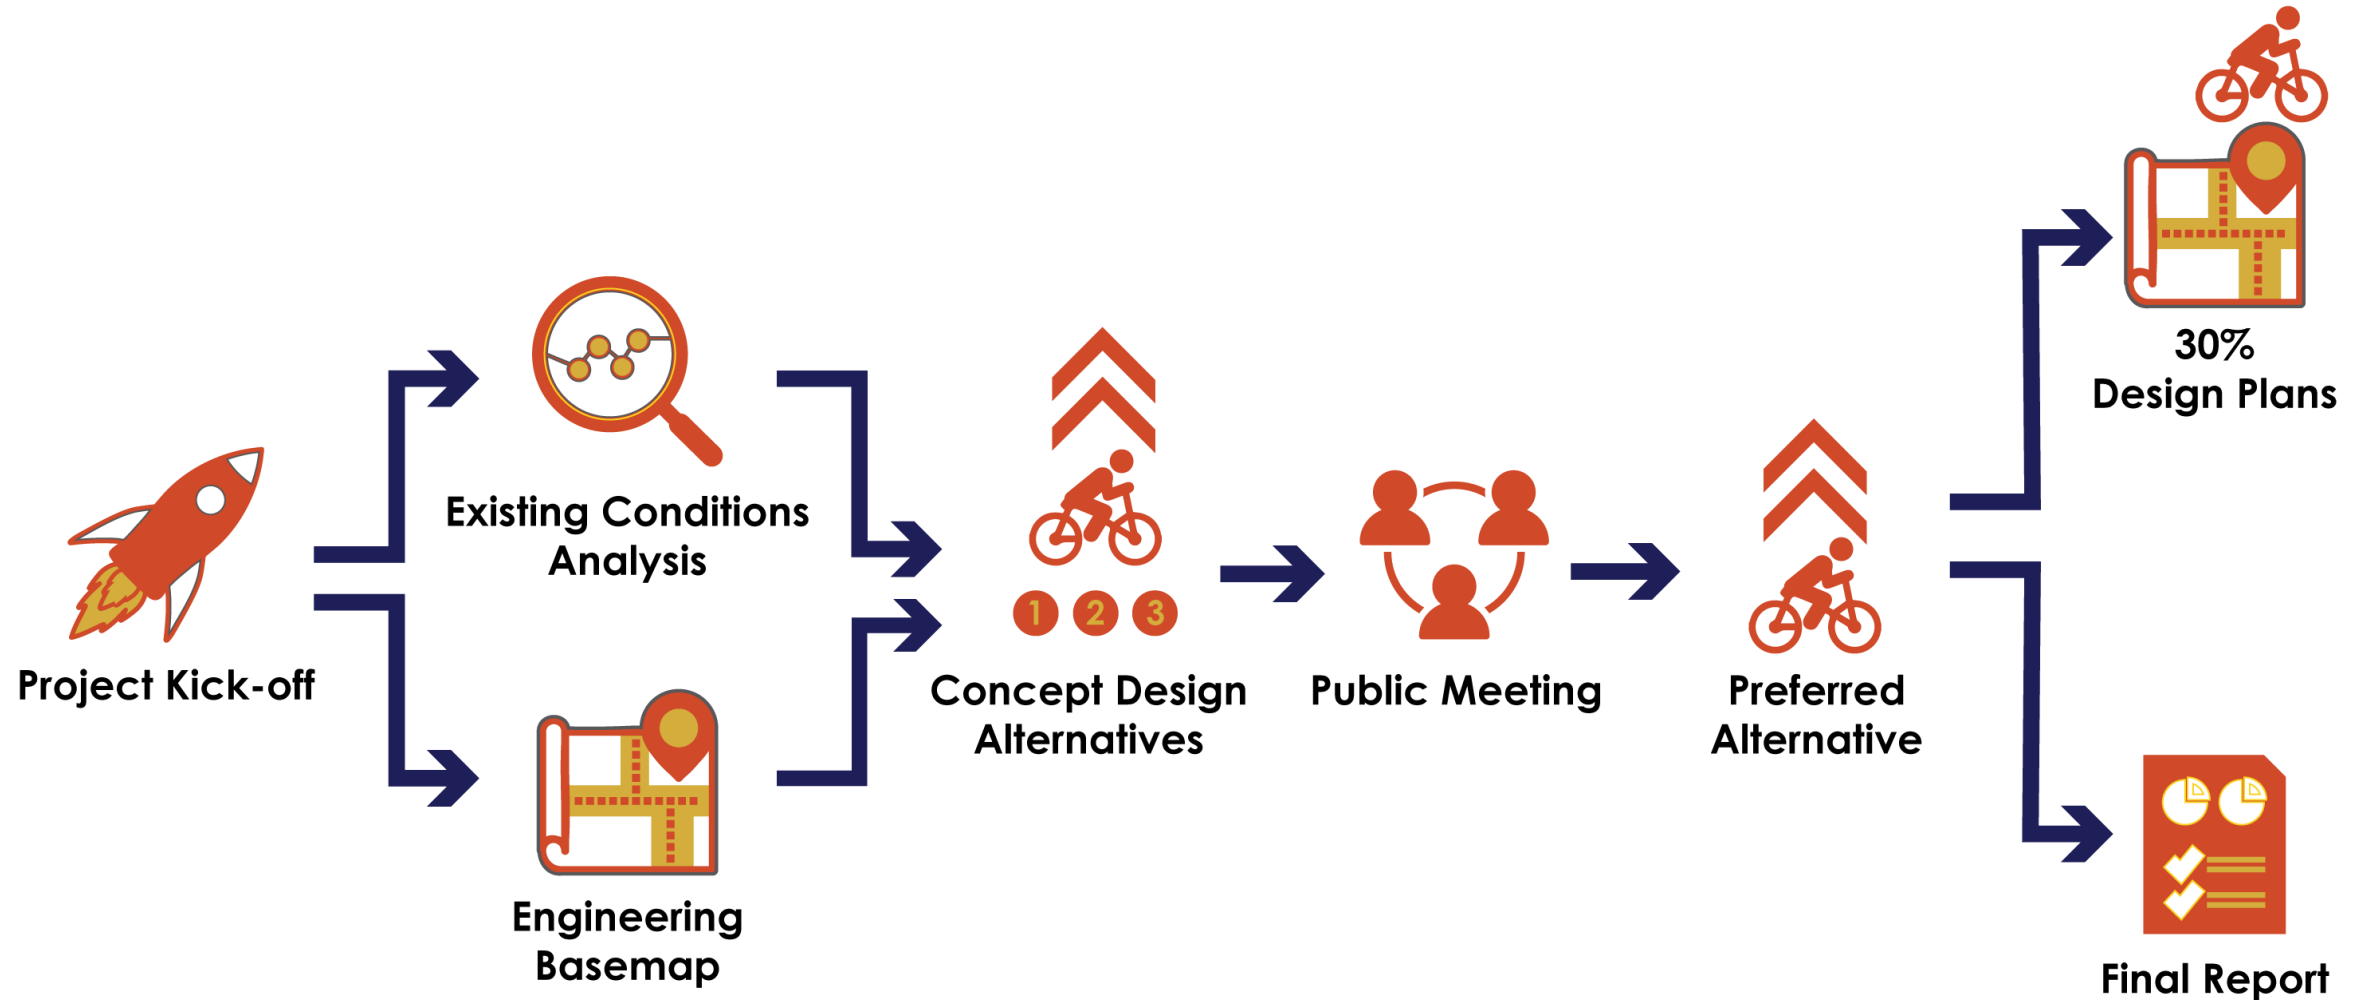 Project Kick-off
Existing Conditions
Analysis
Engineering
Basemap
1 2 3
Concept Design
Alternatives
Public Meeting
Preferred
Alternative
30%
Design Plans
Final Report